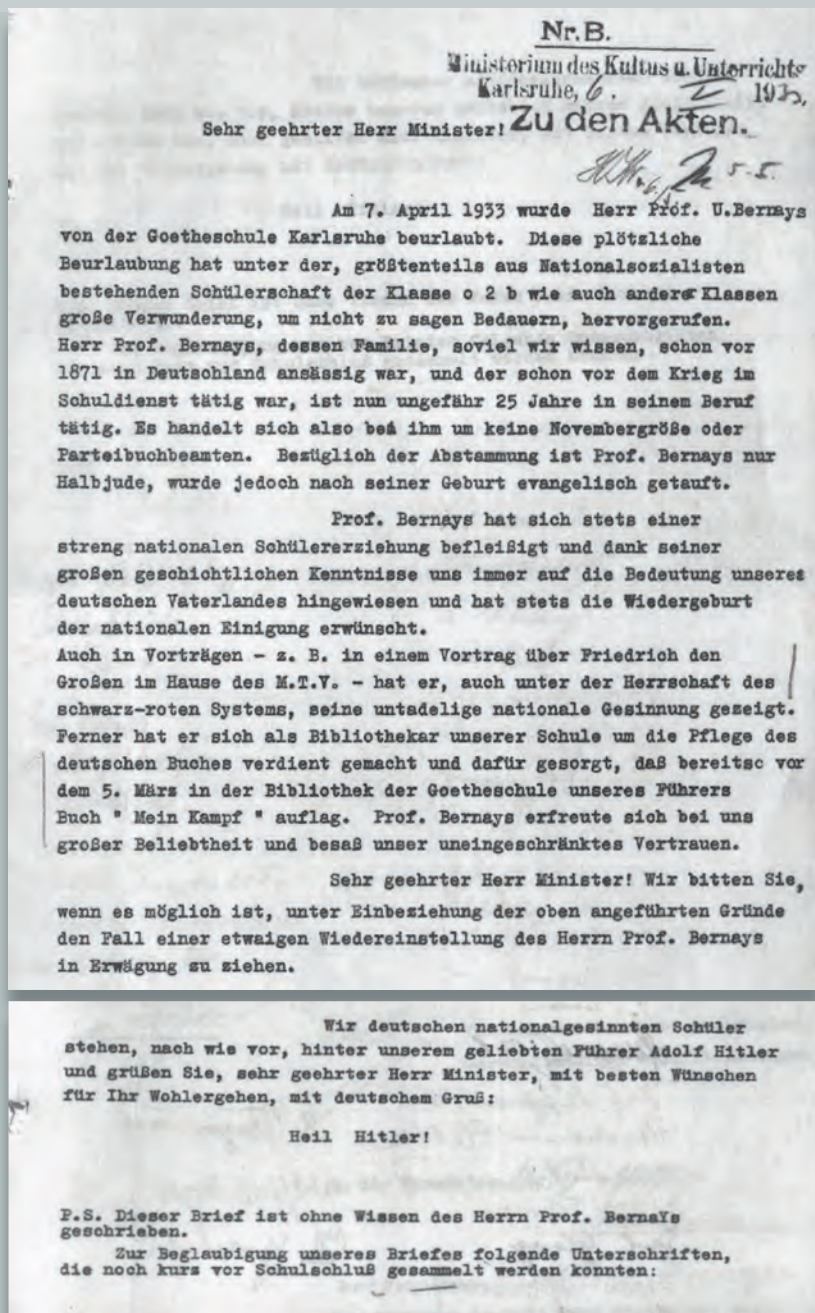 Nr. B.
Ministerium des Kultus u. Unterrichts
Karlsruhe, 6. V 1933.
Sehr geehrter Herr Minister! Zu den Akten.
5.5.
Am 7. April 1933 wurde Herr Prof. U.Bernays
von der Goetheschule Karlsruhe beurlaubt. Diese plötzliche
Beurlaubung hat unter der, größtenteils aus Nationalsozialisten
bestehenden Schülerschaft der Klasse o 2 b wie auch anderer Klassen
große Verwunderung, um nicht zu sagen Bedauern, hervorgerufen.
Herr Prof. Bernays, dessen Familie, soviel wir wissen, schon vor
1871 in Deutschland ansässig war, und der schon vor dem Krieg im
Schuldienst tätig war, ist nun ungefähr 25 Jahre in seinem Beruf
tätig. Es handelt sich also bei ihm um keine Novembergröße oder
Parteibuchbeamten. Bezüglich der Abstammung ist Prof. Bernays nur
Halbjude, wurde jedoch nach seiner Geburt evangelisch getauft.
Prof. Bernays hat sich stets einer
streng nationalen Schülererziehung befleißigt und dank seiner
großen geschichtlichen Kenntnisse uns immer auf die Bedeutung unseres
deutschen Vaterlandes hingewiesen und hat stets die Wiedergeburt
der nationalen Einigung erwünscht.
Auch in Vorträgen - z. B. in einem Vortrag über Friedrich den
Großen im Hause des M.T.V. - hat er, auch unter der Herrschaft des
schwarz-roten Systems, seine untadelige nationale Gesinnung gezeigt.
Ferner hat er sich als Bibliothekar unserer Schule um die Pflege des
deutschen Buches verdient gemacht und dafür gesorgt, daß bereitsc vor
dem 5. März in der Bibliothek der Goetheschule unseres Führers
Buch " Mein Kampf " auflag. Prof. Bernays erfreute sich bei uns
großer Beliebtheit und besaß unser uneingeschränktes Vertrauen.
Sehr geehrter Herr Minister! Wir bitten Sie,
wenn es möglich ist, unter Einbeziehung der oben angeführten Gründe
den Fall einer etwaigen Wiedereinstellung des Herrn Prof. Bernays
in Erwägung zu ziehen.
Wir deutschen nationalgesinnten Schüler
stehen, nach wie vor, hinter unserem geliebten Führer Adolf Hitler
und grüßen Sie, sehr geehrter Herr Minister, mit besten Wünschen
für Ihr Wohlergehen, mit deutschem Gruß:
Heil Hitler!
P.S. Dieser Brief ist ohne Wissen des Herrn Prof. BernaYs
geschrieben.
Zur Beglaubigung unseres Briefes folgende Unterschriften,
die noch kurz vor Schulschluß gesammelt werden konnten: